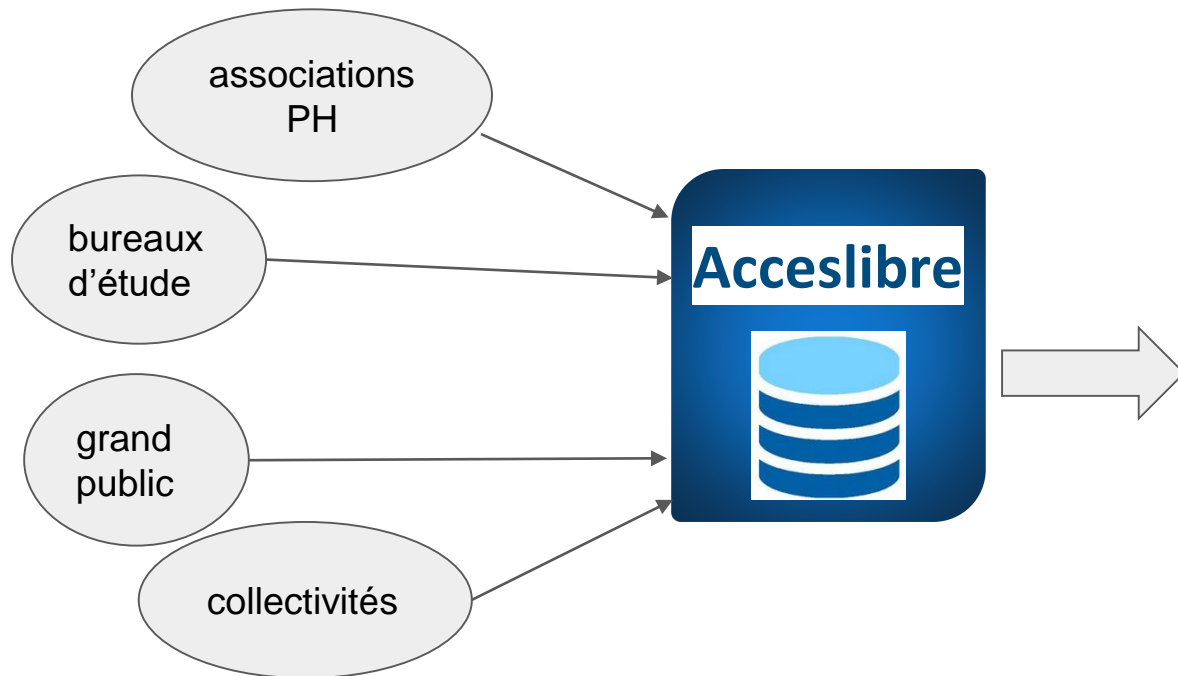 associations
PH
bureaux
d’étude
Acceslibre
grand
public
collectivités